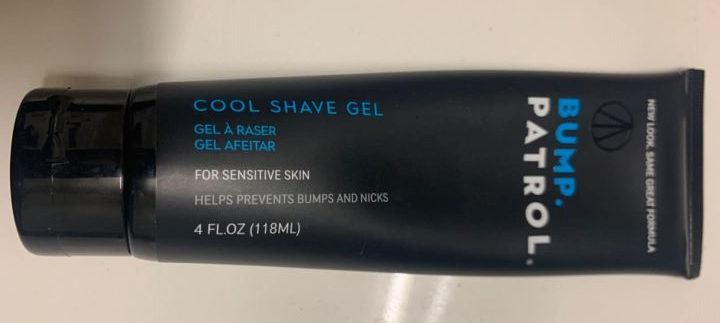 NEW LOOK, SAME GREAT FORMULA
BUMP.
PATROL.
COOL SHAVE GEL
GEL À RASER
GEL AFEITAR
FOR SENSITIVE SKIN
HELPS PREVENTS BUMPS AND NICKS
4 FL.OZ (118ML)